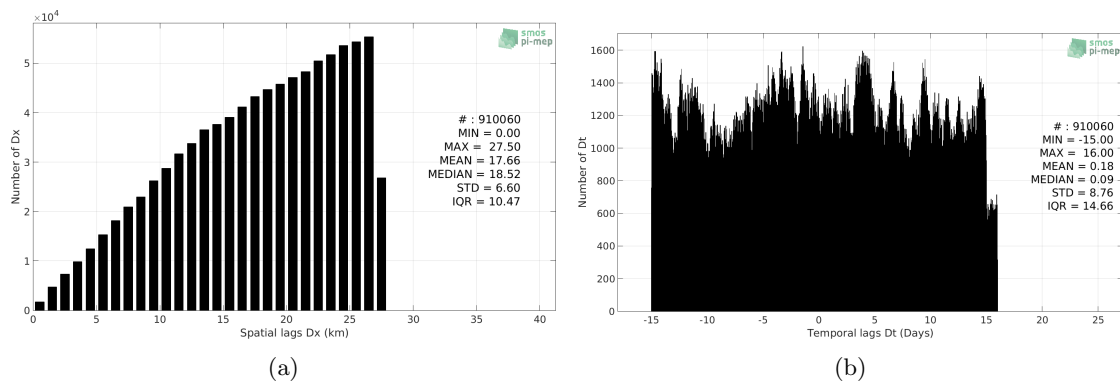 ×10⁴
5
4
3
2
1
0
Number of Dx
0 5 10 15 20 25 30 35 40
Spatial lags Dx (km)
smos
pi-mep
# : 910060
MIN = 0.00
MAX = 27.50
MEAN = 17.66
MEDIAN = 18.52
STD = 6.60
IQR = 10.47
(a)
1600
1400
1200
1000
800
600
400
200
0
Number of Dt
-15 -10 -5 0 5 10 15 20 25
Temporal lags Dt (Days)
smos
pi-mep
# : 910060
MIN = -15.00
MAX = 16.00
MEAN = 0.18
MEDIAN = 0.09
STD = 8.76
IQR = 14.66
(b)